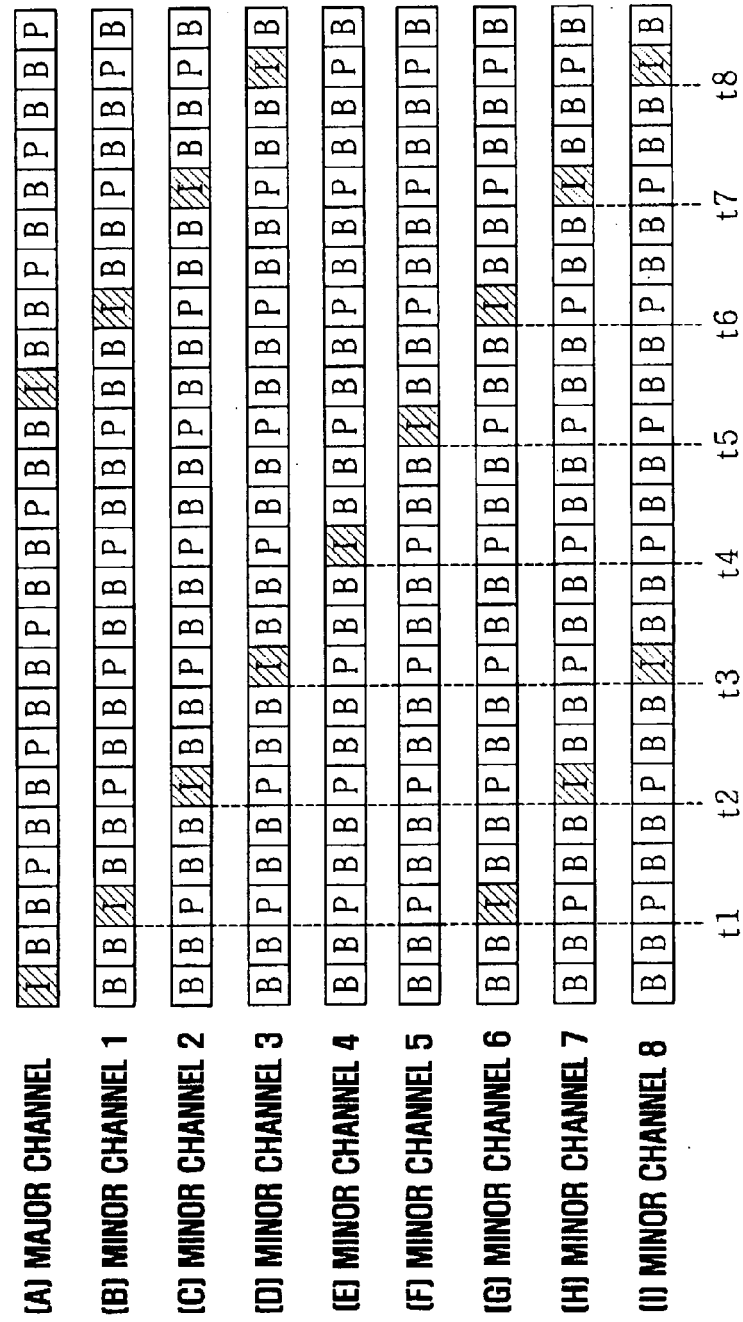 (A) MAJOR CHANNEL I B B P B B P B B P B B P B B I B B P B B P B B P
(B) MINOR CHANNEL 1 B B I B B P B B P B B P B B P B B I B B P B B P B
(C) MINOR CHANNEL 2 B B P B B I B B P B B P B B P B B P B B I B B P B
(D) MINOR CHANNEL 3 B B P B B P B B I B B P B B P B B P B B P B B I B
(E) MINOR CHANNEL 4 B B P B B P B B P B B I B B P B B P B B P B B P B
(F) MINOR CHANNEL 5 B B P B B P B B P B B P B B I B B P B B P B B P B
(G) MINOR CHANNEL 6 B B I B B P B B P B B P B B P B B I B B P B B P B
(H) MINOR CHANNEL 7 B B P B B I B B P B B P B B P B B P B B I B B P B
(I) MINOR CHANNEL 8 B B P B B P B B I B B P B B P B B P B B P B B I B
t1 t2 t3 t4 t5 t6 t7 t8